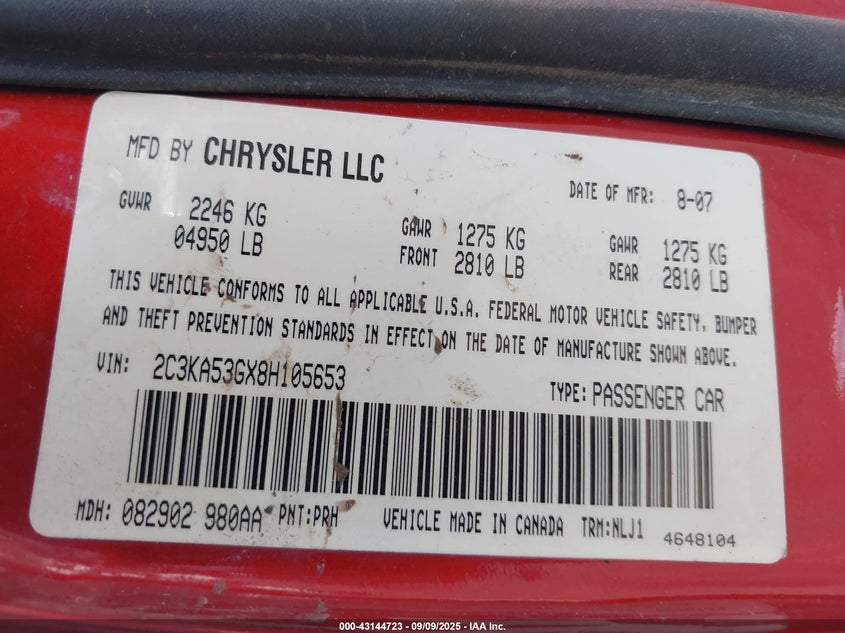 MFD BY CHRYSLER LLC
DATE OF MFR: 8-07
GVWR 2246 KG
04950 LB
GAWR 1275 KG
FRONT 2810 LB
GAWR 1275 KG
REAR 2810 LB
THIS VEHICLE CONFORMS TO ALL APPLICABLE U.S.A. FEDERAL MOTOR VEHICLE SAFETY, BUMPER
AND THEFT PREVENTION STANDARDS IN EFFECT ON THE DATE OF MANUFACTURE SHOWN ABOVE.
VIN: 2C3KA53GX8H105653
TYPE: PASSENGER CAR
MDH: 082902 980AA PNT:PRH VEHICLE MADE IN CANADA TRM:NLJ1 4648104
000-43144723 - 09/09/2025 - IAA Inc.